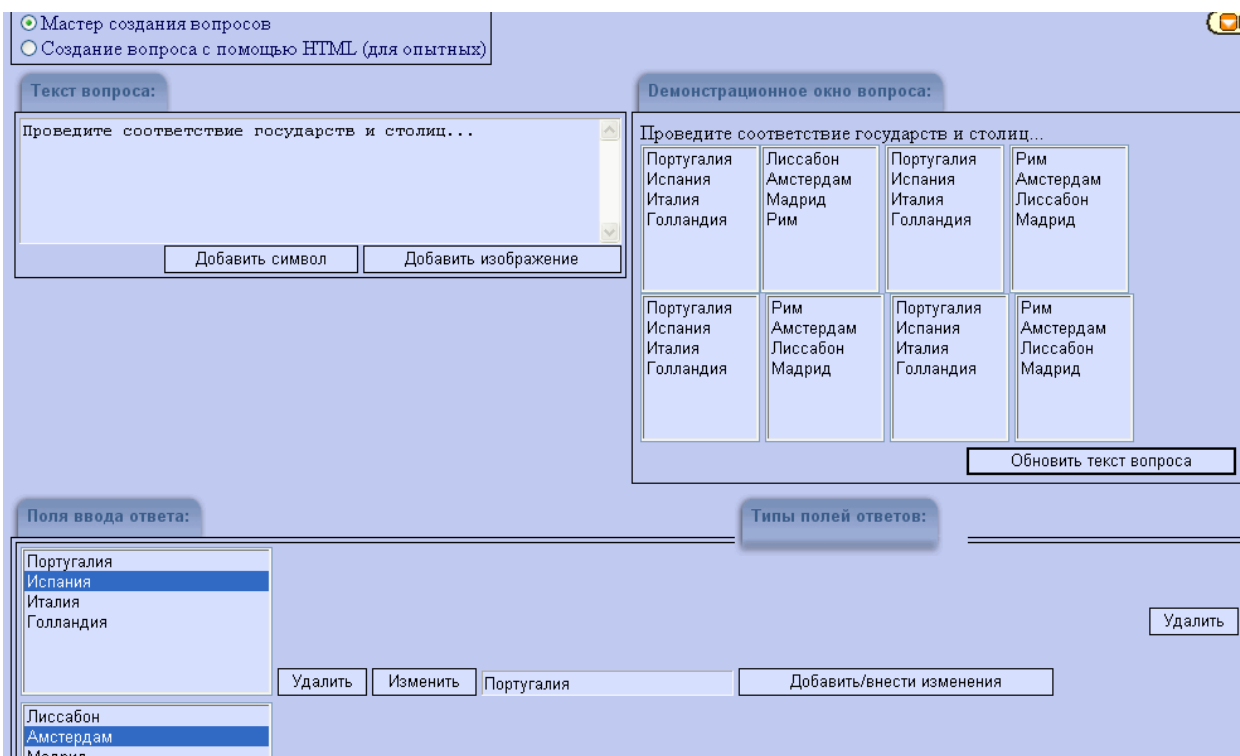 Мастер создания вопросов
Создание вопроса с помощью HTML (для опытных)
Текст вопроса:
Проведите соответствие государств и столиц...
Добавить символ
Добавить изображение
Демонстрационное окно вопроса:
Проведите соответствие государств и столиц...
Португалия
Испания
Италия
Голландия
Лиссабон
Амстердам
Мадрид
Рим
Португалия
Испания
Италия
Голландия
Рим
Амстердам
Лиссабон
Мадрид
Португалия
Испания
Италия
Голландия
Рим
Амстердам
Лиссабон
Мадрид
Португалия
Испания
Италия
Голландия
Рим
Амстердам
Лиссабон
Мадрид
Обновить текст вопроса
Поля ввода ответа:
Типы полей ответов:
Португалия
Испания
Италия
Голландия
Удалить
Удалить
Изменить
Португалия
Добавить/внести изменения
Лиссабон
Амстердам
Мадрид